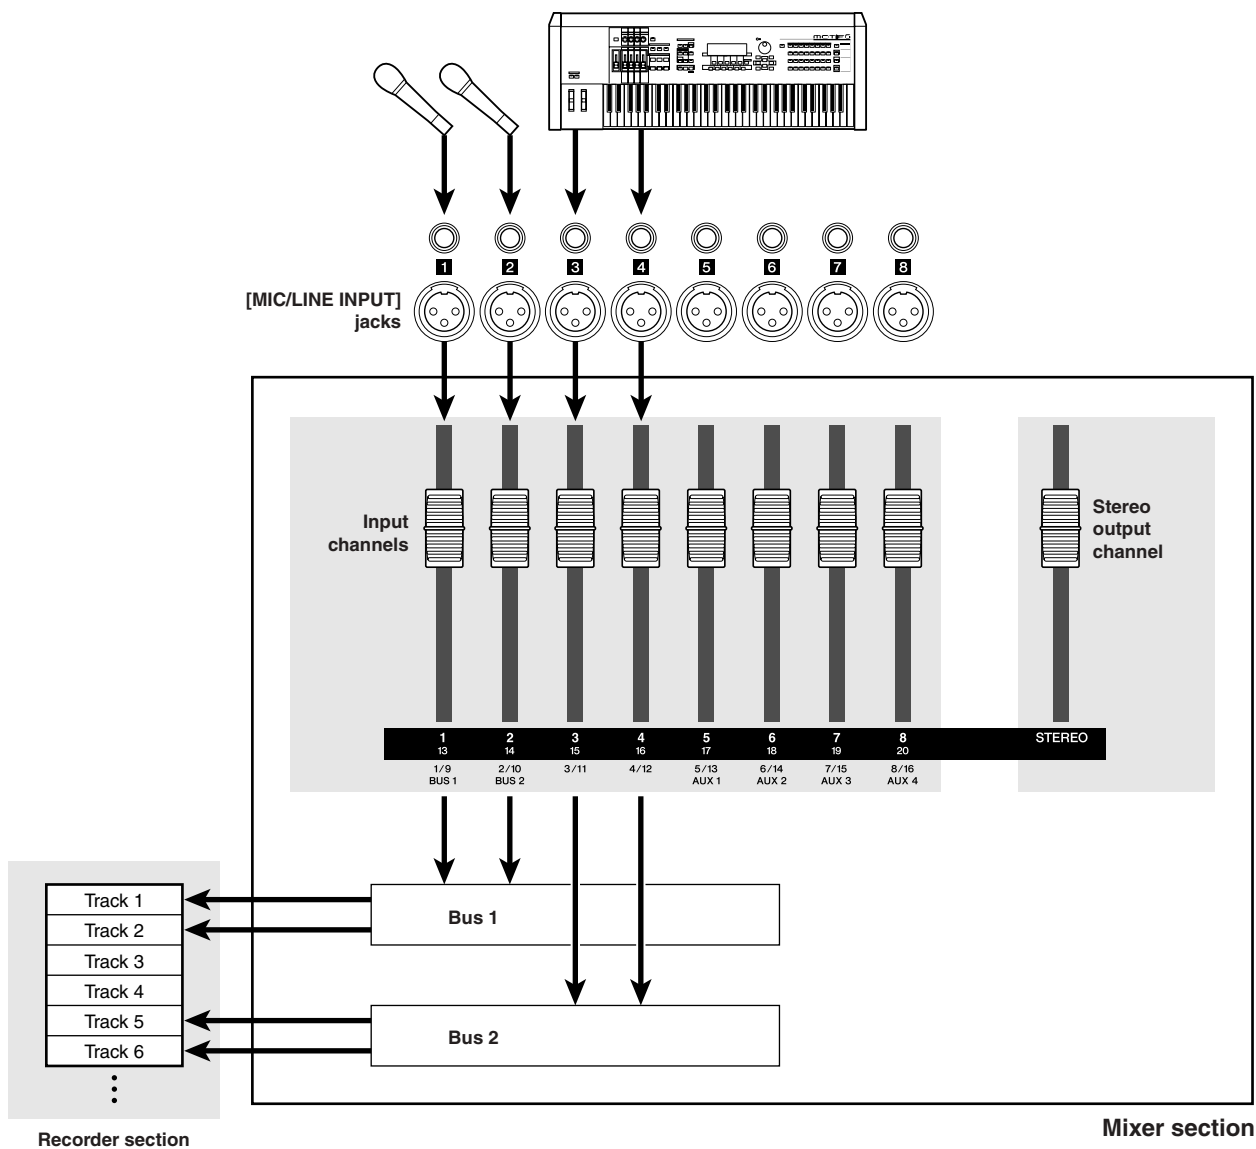 1 2 3 4 5 6 7 8
[MIC/LINE INPUT]
jacks
Input
channels
Stereo
output
channel
1 2 3 4 5 6 7 8 STEREO
13 14 15 16 17 18 19 20
1/9 2/10 3/11 4/12 5/13 6/14 7/15 8/16
BUS 1 BUS 2 AUX 1 AUX 2 AUX 3 AUX 4
Track 1
Track 2
Track 3
Track 4
Track 5
Track 6
Bus 1
Bus 2
Recorder section
Mixer section